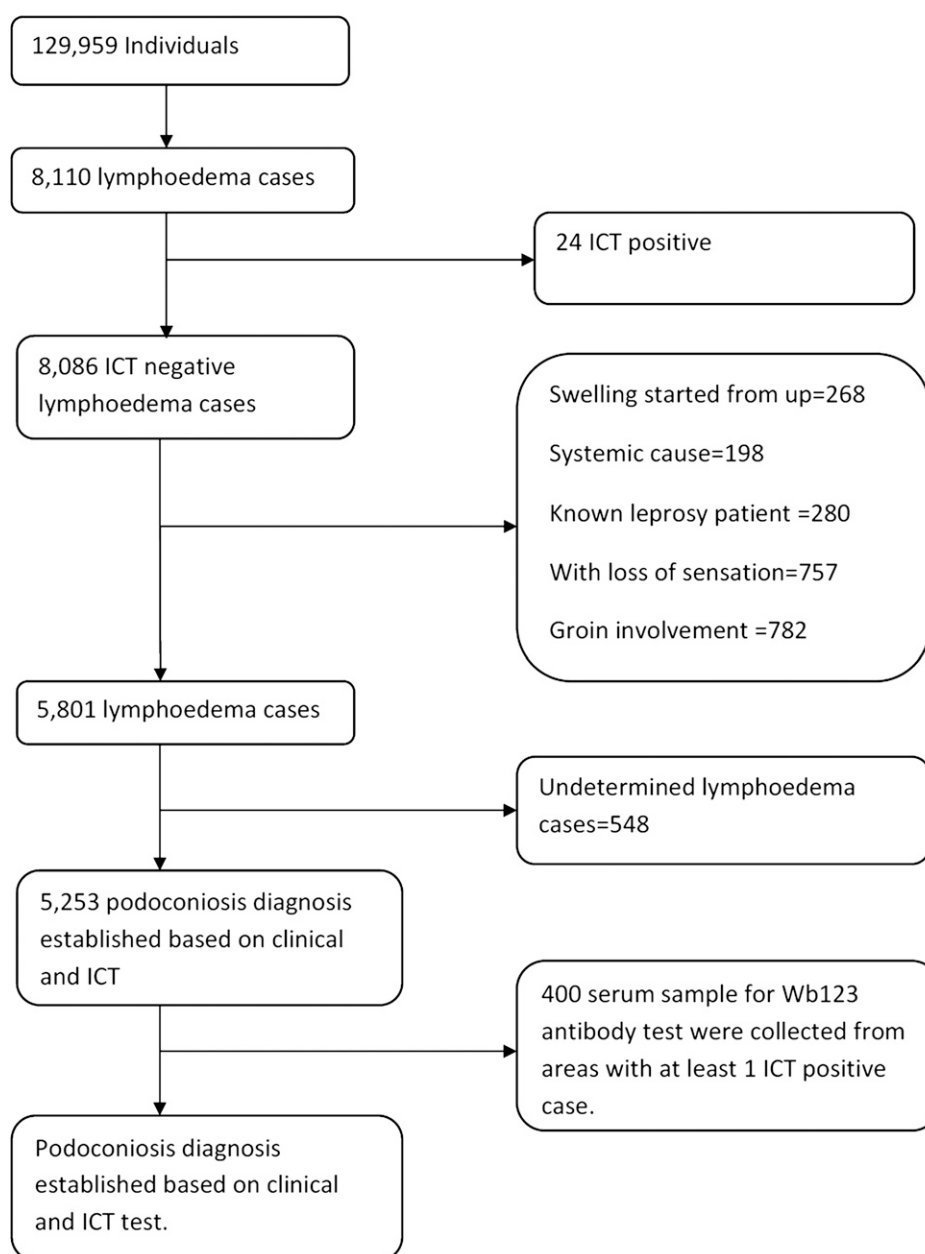 129,959 Individuals
8,110 lymphoedema cases
24 ICT positive
8,086 ICT negative
lymphoedema cases
Swelling started from up=268
Systemic cause=198
Known leprosy patient =280
With loss of sensation=757
Groin involvement =782
5,801 lymphoedema cases
Undetermined lymphoedema
cases=548
5,253 podoconiosis diagnosis
established based on clinical
and ICT
400 serum sample for Wb123
antibody test were collected from
areas with at least 1 ICT positive
case.
Podoconiosis diagnosis
established based on clinical
and ICT test.